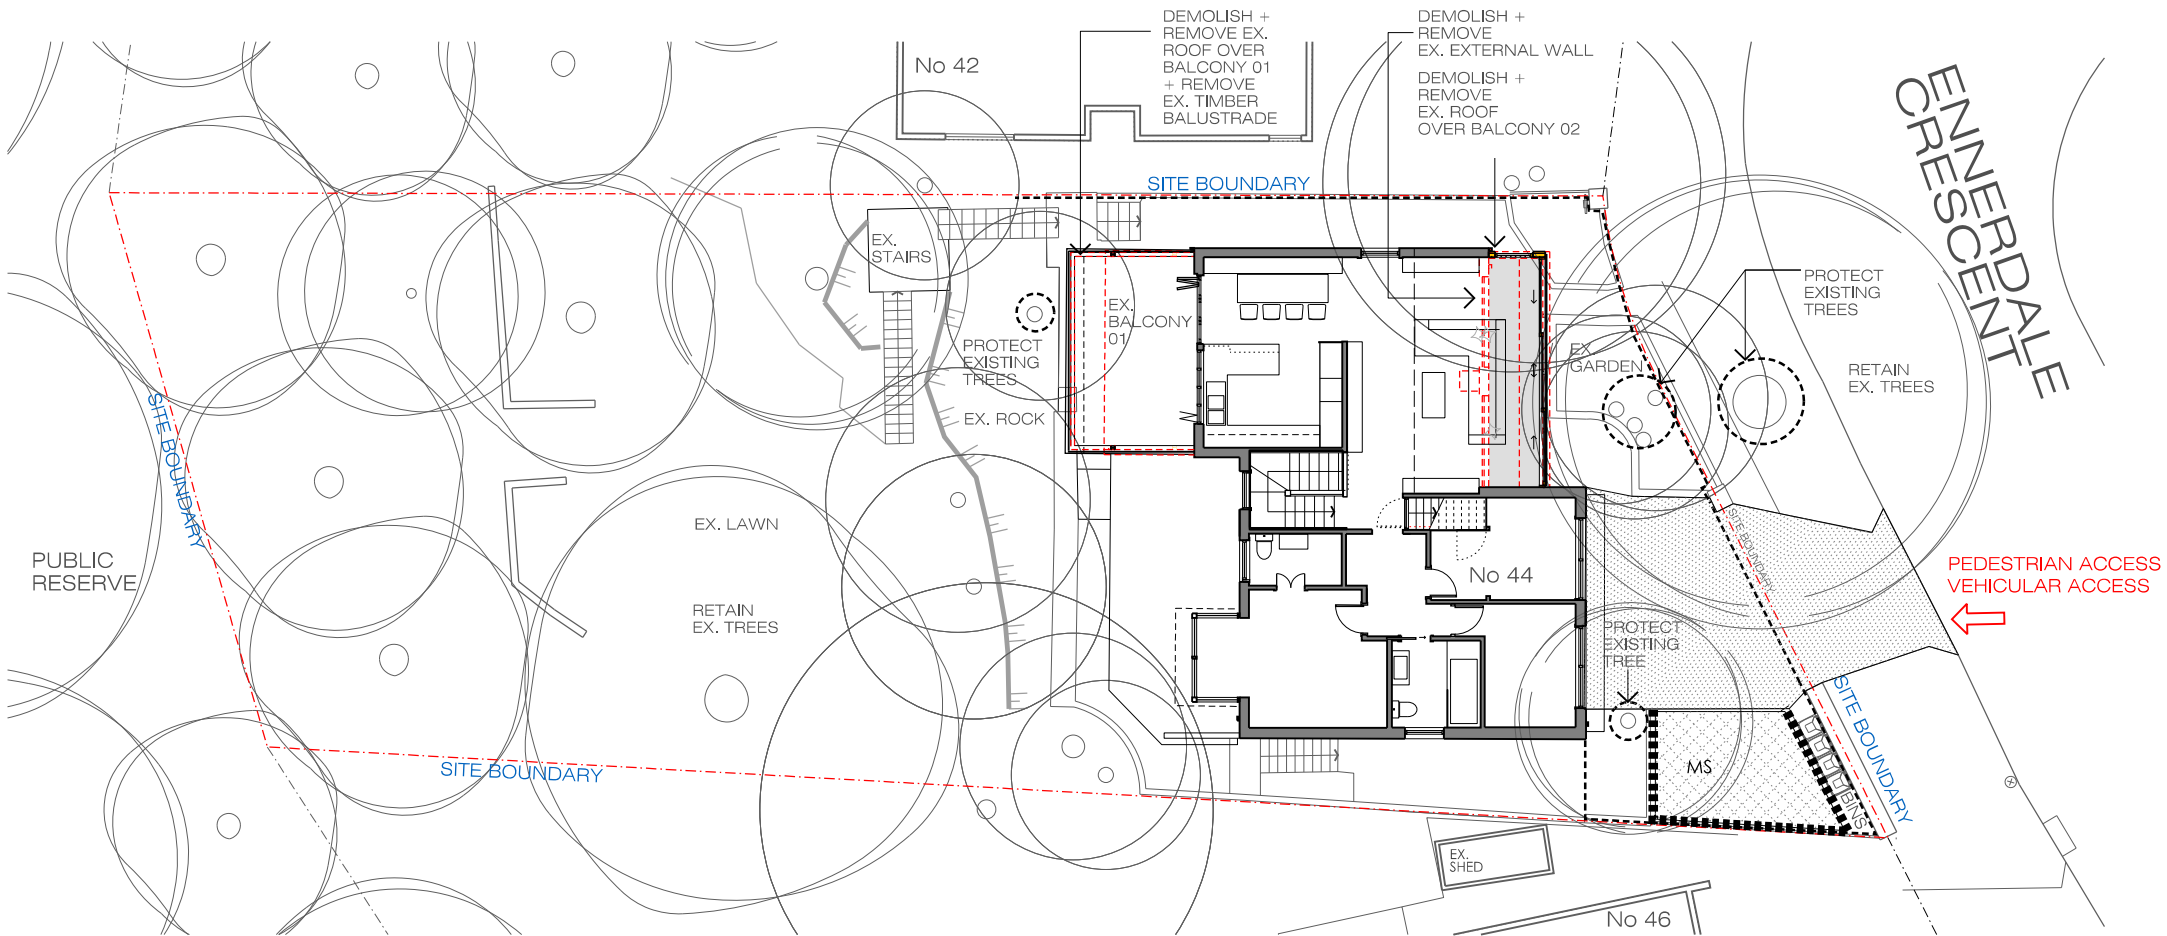 DEMOLISH +
REMOVE EX.
ROOF OVER
BALCONY 01
+ REMOVE
EX. TIMBER
BALUSTRADE
DEMOLISH +
REMOVE
EX. EXTERNAL WALL
DEMOLISH +
REMOVE
EX. ROOF
OVER BALCONY 02
No 42
ENNERDALE
CRESCENT
SITE BOUNDARY
EX.
STAIRS
EX.
BALCONY
01
PROTECT
EXISTING
TREES
PROTECT
EXISTING
TREES
EX.
GARDEN
RETAIN
EX. TREES
EX. ROCK
SITE BOUNDARY
EX. LAWN
PUBLIC
RESERVE
RETAIN
EX. TREES
SITE BOUNDARY
No 44
PEDESTRIAN ACCESS
VEHICULAR ACCESS
PROTECT
EXISTING
TREE
SITE BOUNDARY
SITE BOUNDARY
MS
BINS
EX.
SHED
No 46